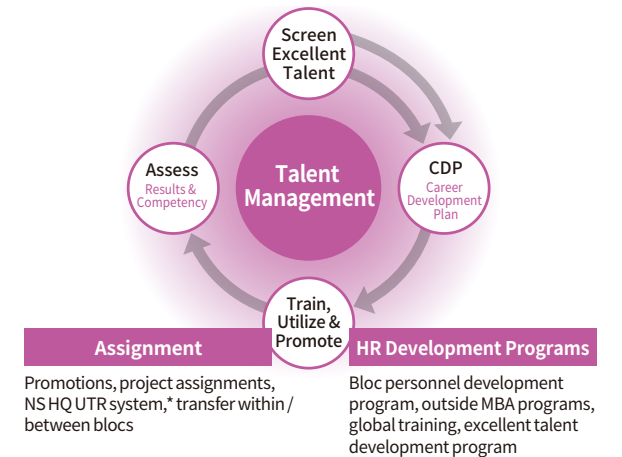 Screen
Excellent
Talent
Assess
Results &
Competency
Talent
Management
CDP
Career
Development
Plan
Train,
Utilize &
Promote
Assignment
Promotions, project assignments,
NS HQ UTR system,* transfer within /
between blocs
HR Development Programs
Bloc personnel development
program, outside MBA programs,
global training, excellent talent
development program